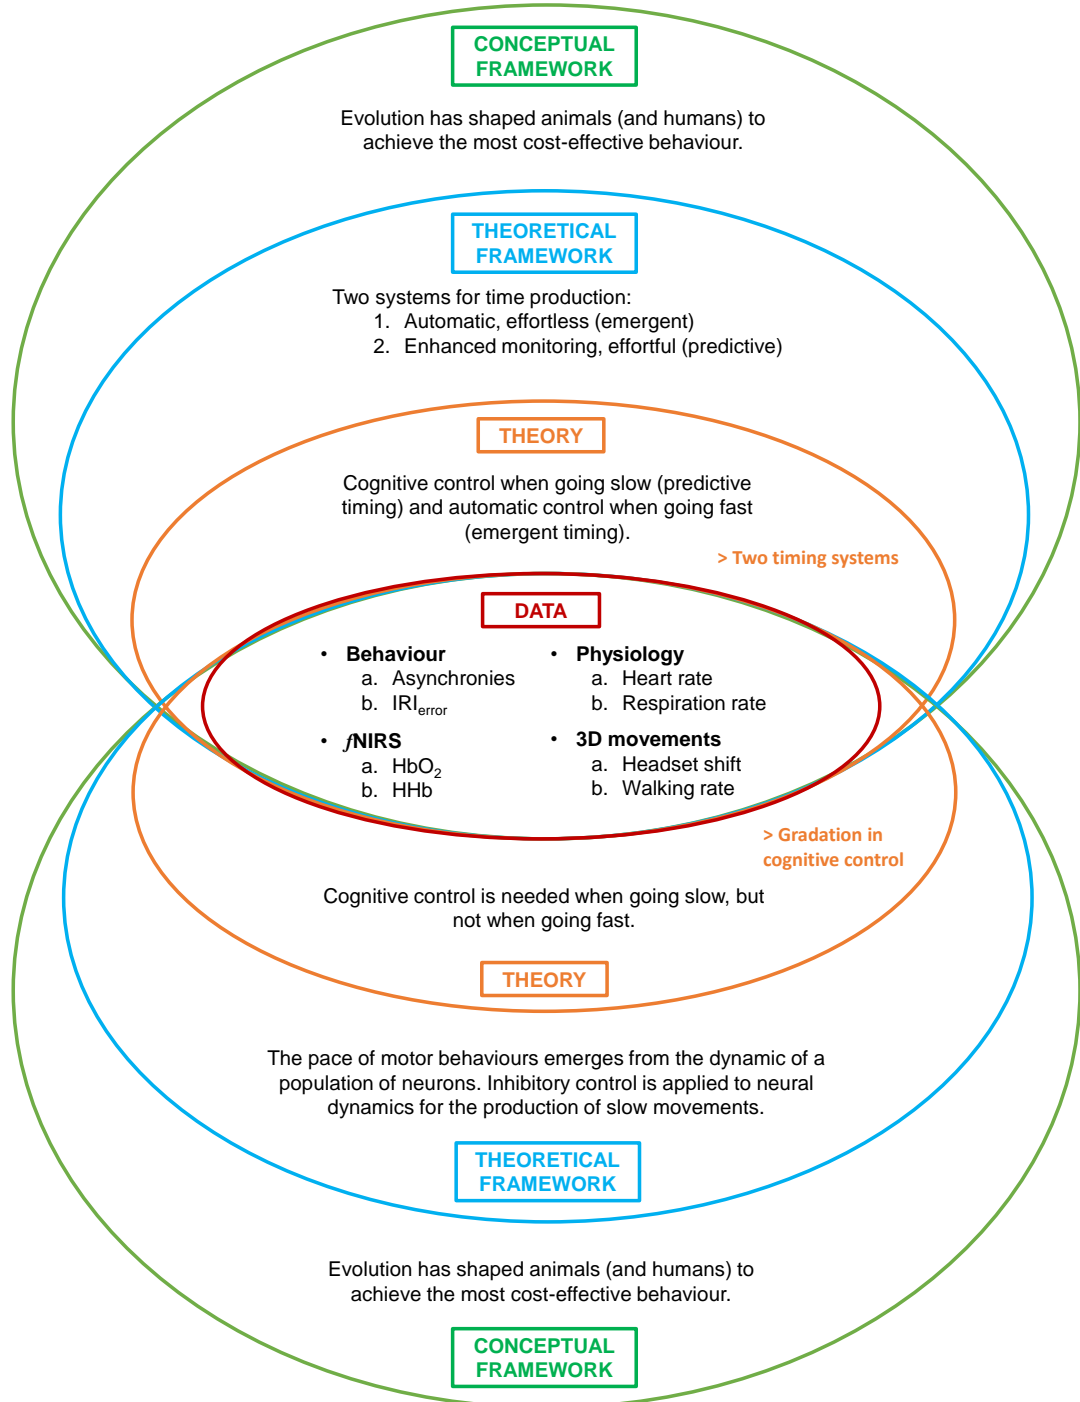 CONCEPTUAL
FRAMEWORK
Evolution has shaped animals (and humans) to
achieve the most cost-effective behaviour.
THEORETICAL
FRAMEWORK
Two systems for time production:
1. Automatic, effortless (emergent)
2. Enhanced monitoring, effortful (predictive)
THEORY
Cognitive control when going slow (predictive
timing) and automatic control when going fast
(emergent timing).
> Two timing systems
DATA
• Behaviour
a. Asynchronies
b. IRIerror
• fNIRS
a. HbO2
b. HHb
• Physiology
a. Heart rate
b. Respiration rate
• 3D movements
a. Headset shift
b. Walking rate
> Gradation in
cognitive control
Cognitive control is needed when going slow, but
not when going fast.
THEORY
The pace of motor behaviours emerges from the dynamic of a
population of neurons. Inhibitory control is applied to neural
dynamics for the production of slow movements.
THEORETICAL
FRAMEWORK
Evolution has shaped animals (and humans) to
achieve the most cost-effective behaviour.
CONCEPTUAL
FRAMEWORK